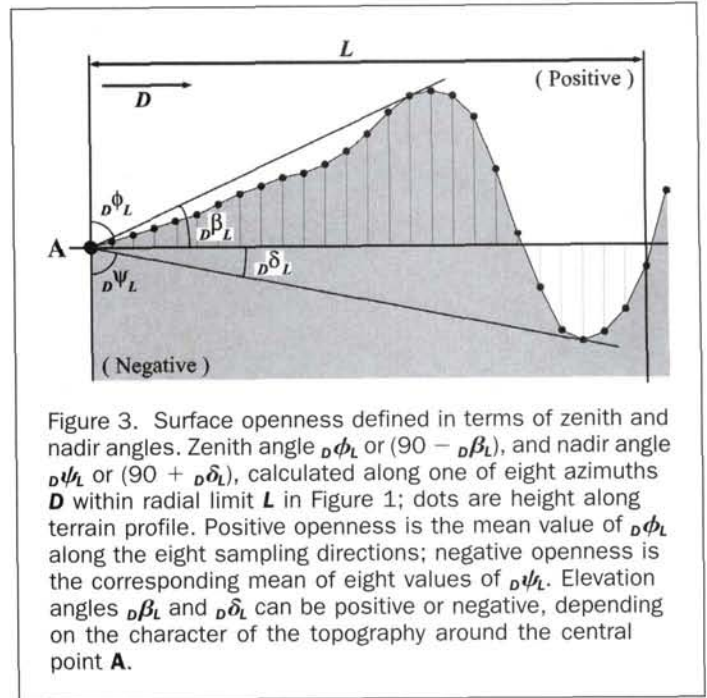 L
( Positive )
D
DϕL
DβL
A
DδL
DψL
( Negative )
Figure 3. Surface openness defined in terms of zenith and
nadir angles. Zenith angle DϕL or (90 − DβL), and nadir angle
DψL or (90 + DδL), calculated along one of eight azimuths
D within radial limit L in Figure 1; dots are height along
terrain profile. Positive openness is the mean value of DϕL
along the eight sampling directions; negative openness is
the corresponding mean of eight values of DψL. Elevation
angles DβL and DδL can be positive or negative, depending
on the character of the topography around the central
point A.